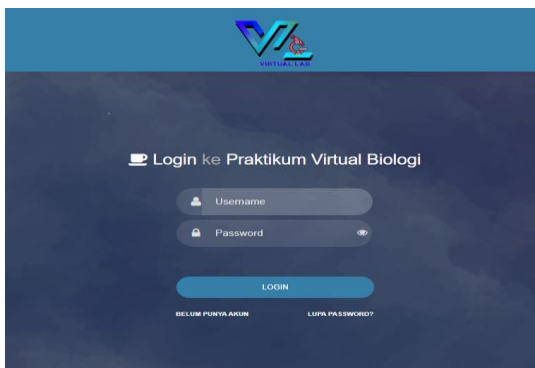 VIRTUAL LAB
Login ke Praktikum Virtual Biologi
Username
Password
LOGIN
BELUM PUNYA AKUN
LUPA PASSWORD?